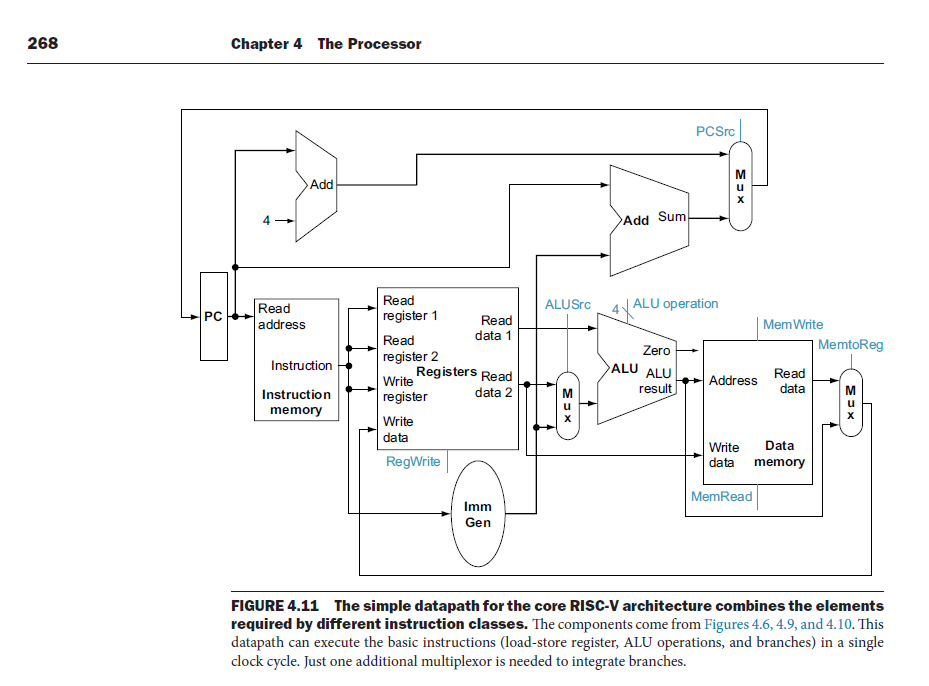 268
Chapter 4 The Processor
PCSrc
M
u
x
Add
4
Add Sum
PC
Read
address
Instruction
Instruction
memory
Read
register 1
Read
register 2
Write
register
Write
data
Registers
Read
data 1
Read
data 2
RegWrite
Imm
Gen
ALUSrc
M
u
x
4
ALU operation
Zero
ALU
ALU
result
MemWrite
MemtoReg
Address
Read
data
Write
data
Data
memory
MemRead
M
u
x
FIGURE 4.11 The simple datapath for the core RISC-V architecture combines the elements
required by different instruction classes. The components come from Figures 4.6, 4.9, and 4.10. This
datapath can execute the basic instructions (load-store register, ALU operations, and branches) in a single
clock cycle. Just one additional multiplexor is needed to integrate branches.